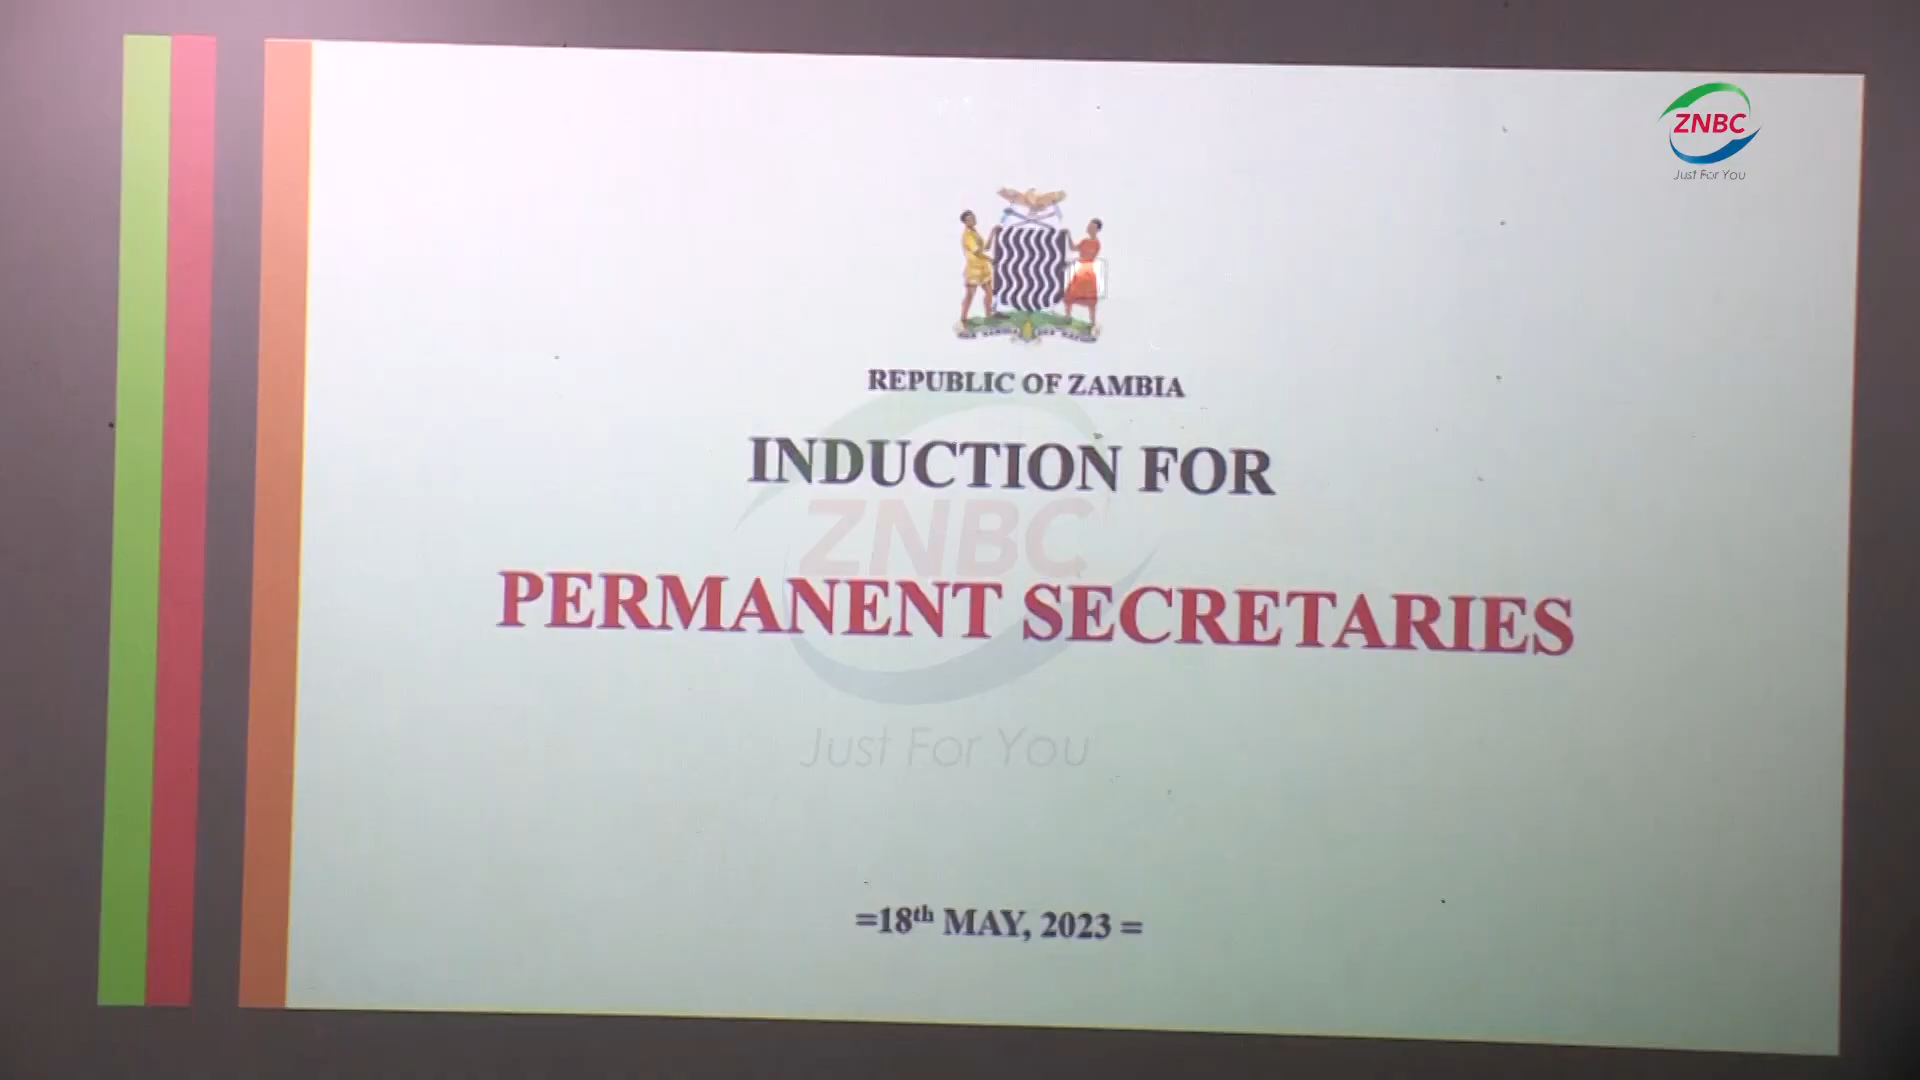 ZNBC
Just For You
REPUBLIC OF ZAMBIA
INDUCTION FOR
ZNBC
PERMANENT SECRETARIES
Just For You
=18th MAY, 2023 =